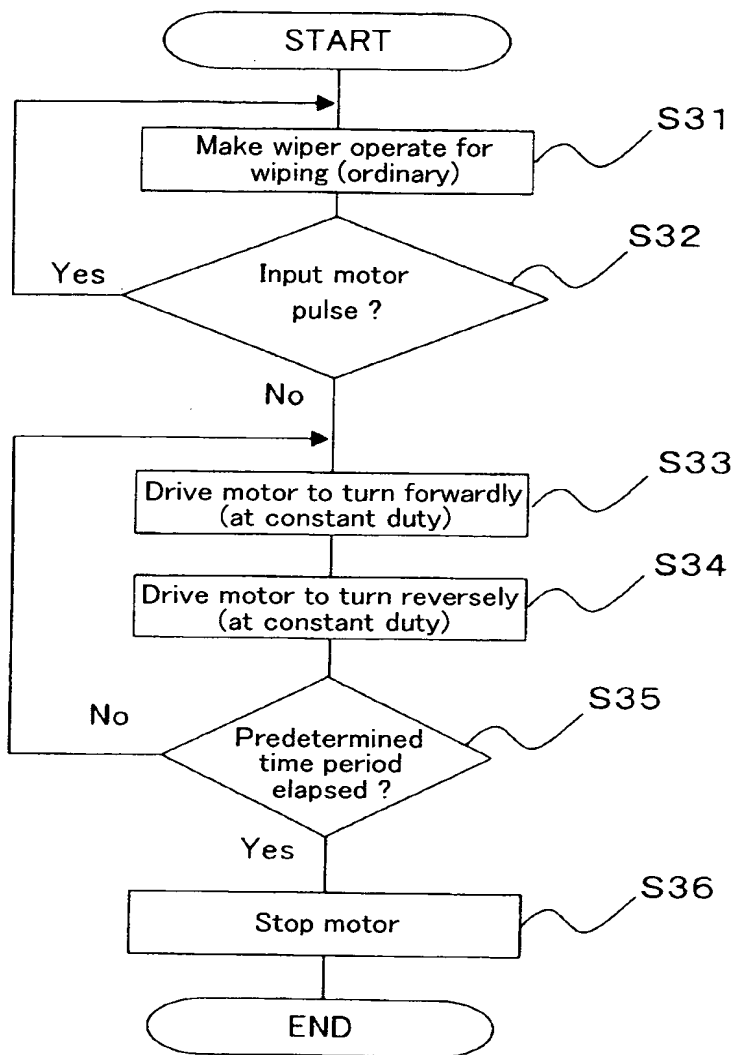 START
S31
Make wiper operate for
wiping (ordinary)
S32
Yes
Input motor
pulse ?
No
S33
Drive motor to turn forwardly
(at constant duty)
S34
Drive motor to turn reversely
(at constant duty)
S35
No
Predetermined
time period
elapsed ?
Yes
S36
Stop motor
END